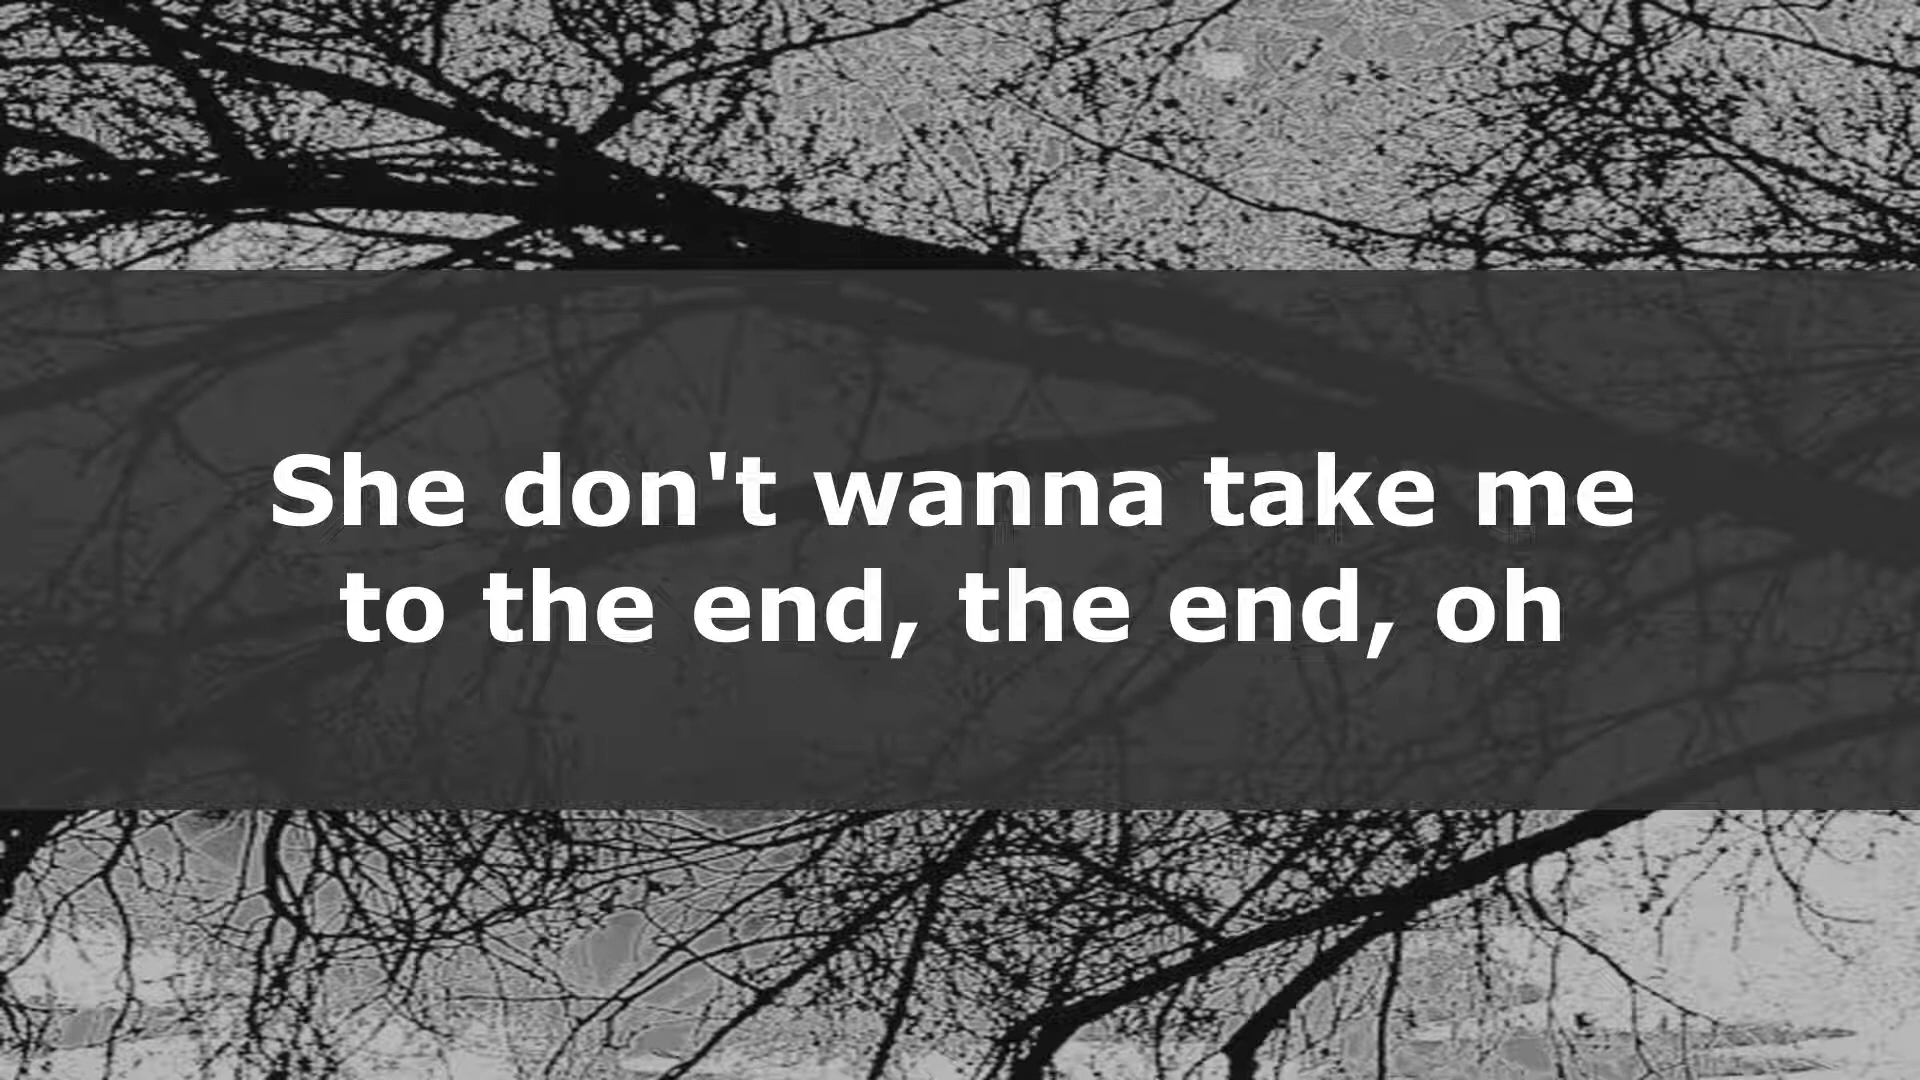 She don't wanna take me
to the end, the end, oh